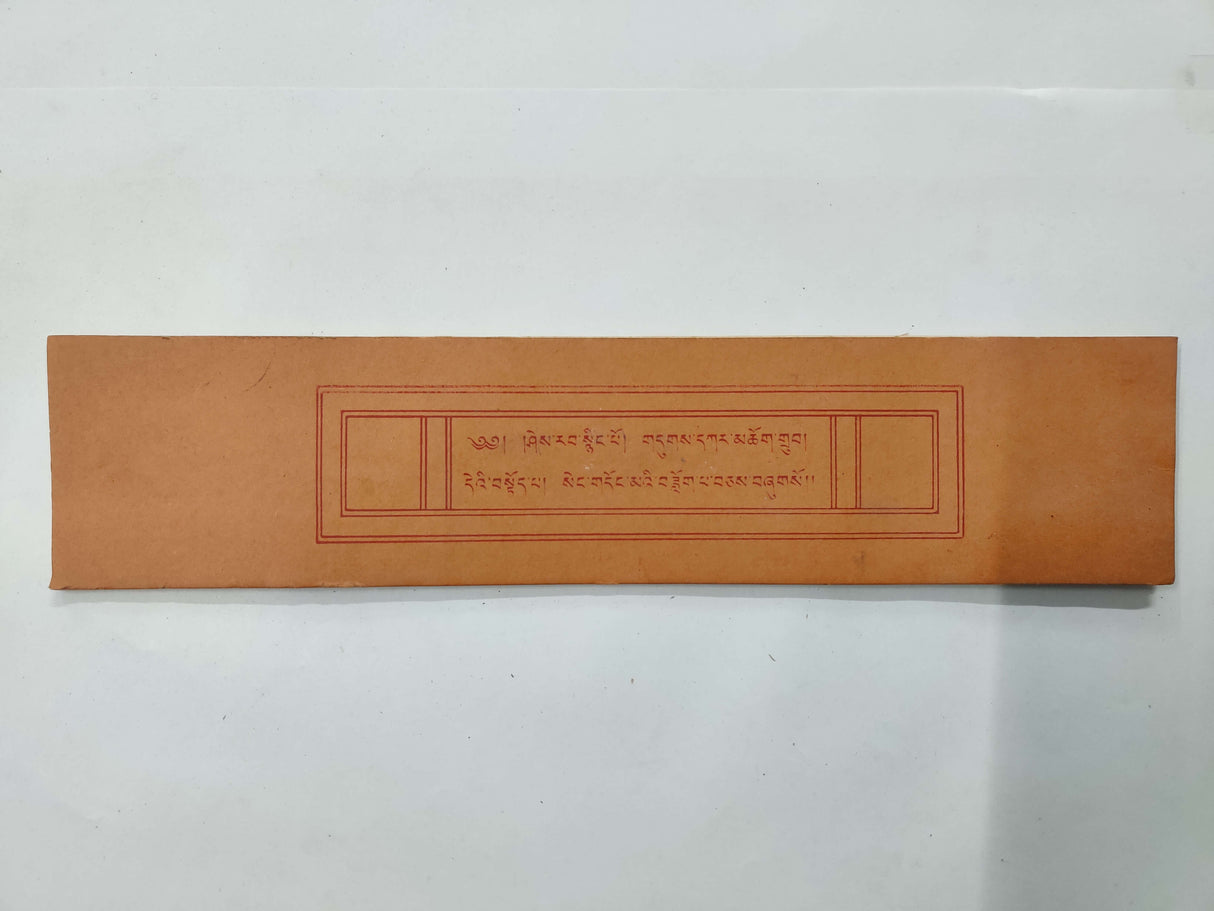 ༄༅། །ཤེས་རབ་སྙིང་པོ། གདུགས་དཀར་མཆོག་གྲུབ།
དེའི་བསྟོད་པ། སེང་གདོང་མའི་བཟློག་པ་བཅས་བཞུགསོ།།